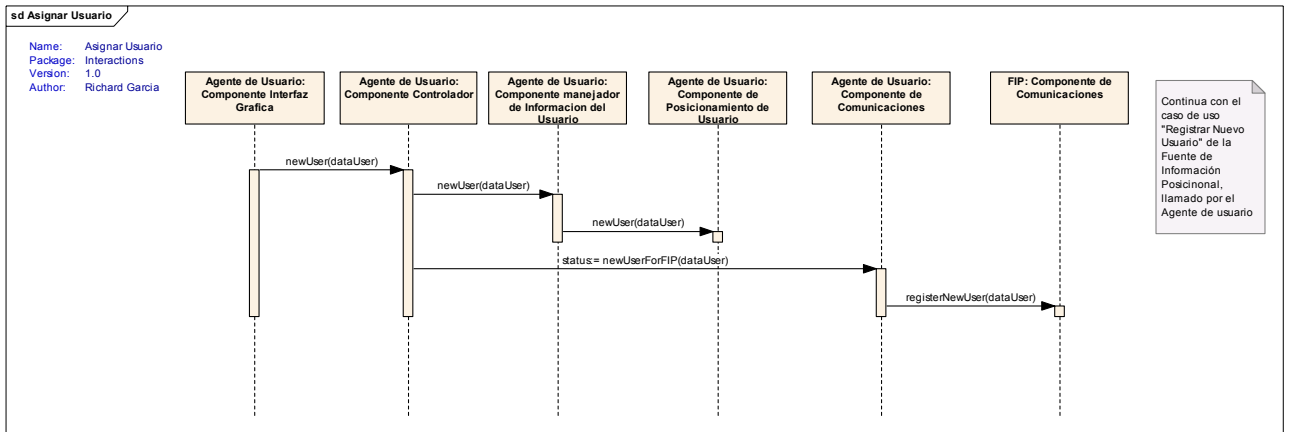 sd Asignar Usuario
Name: Asignar Usuario
Package: Interactions
Version: 1.0
Author: Richard Garcia
Agente de Usuario:
Componente Interfaz
Grafica
Agente de Usuario:
Componente Controlador
Agente de Usuario:
Componente manejador
de Informacion del
Usuario
Agente de Usuario:
Componente de
Posicionamiento de
Usuario
Agente de Usuario:
Componente de
Comunicaciones
FIP: Componente de
Comunicaciones
Continua con el
caso de uso
"Registrar Nuevo
Usuario" de la
Fuente de
Información
Posicinonal,
llamado por el
Agente de usuario
newUser(dataUser)
newUser(dataUser)
newUser(dataUser)
status:= newUserForFIP(dataUser)
registerNewUser(dataUser)